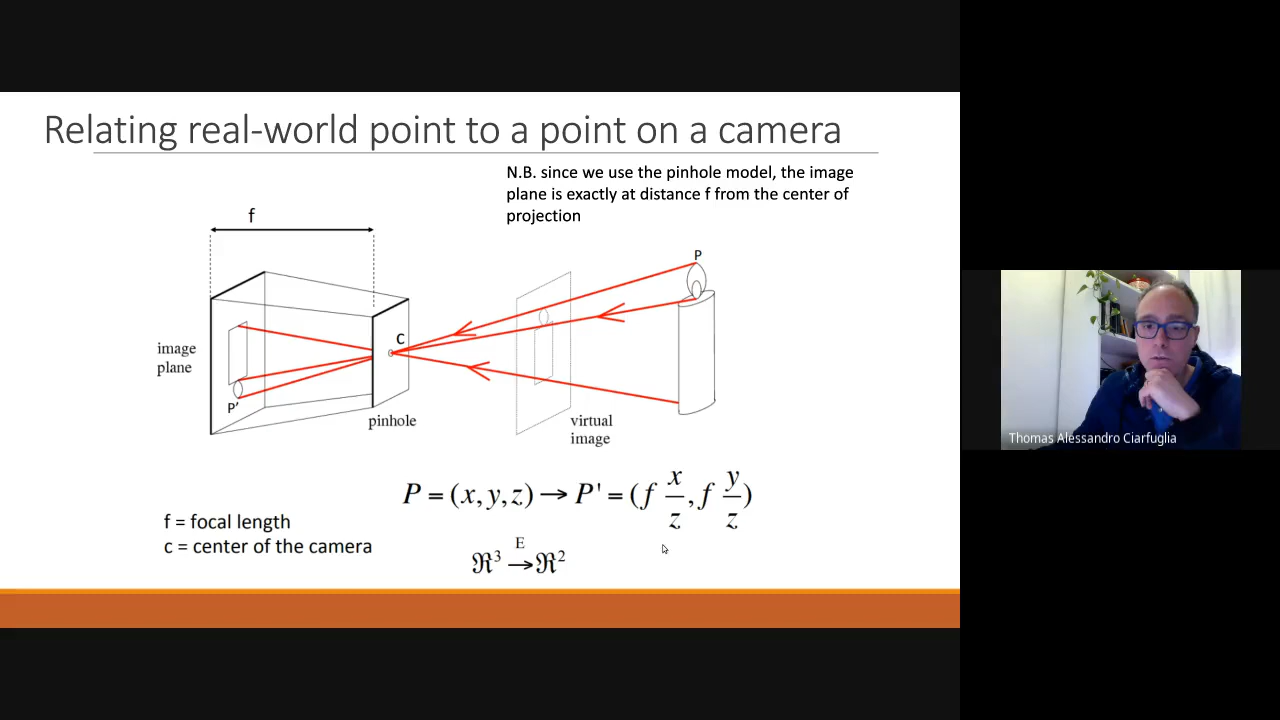 Relating real-world point to a point on a camera
N.B. since we use the pinhole model, the image
plane is exactly at distance f from the center of
projection
f
P
C
image
plane
P'
pinhole
virtual
image
P = (x, y, z) → P' = (f x/z, f y/z)
f = focal length
c = center of the camera
ℜ³ →E ℜ²
Thomas Alessandro Ciarfuglia